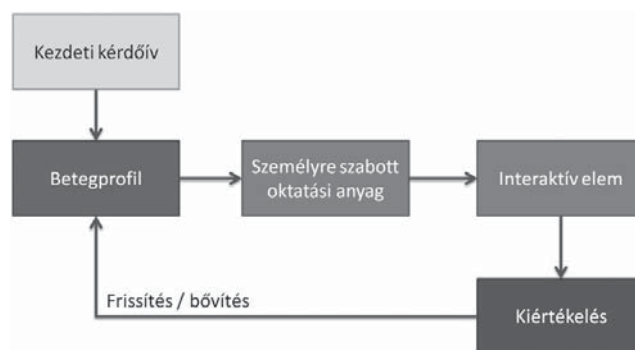 Kezdeti kérdőív
Betegprofil
Személyre szabott
oktatási anyag
Interaktív elem
Frissítés / bővítés
Kiértékelés